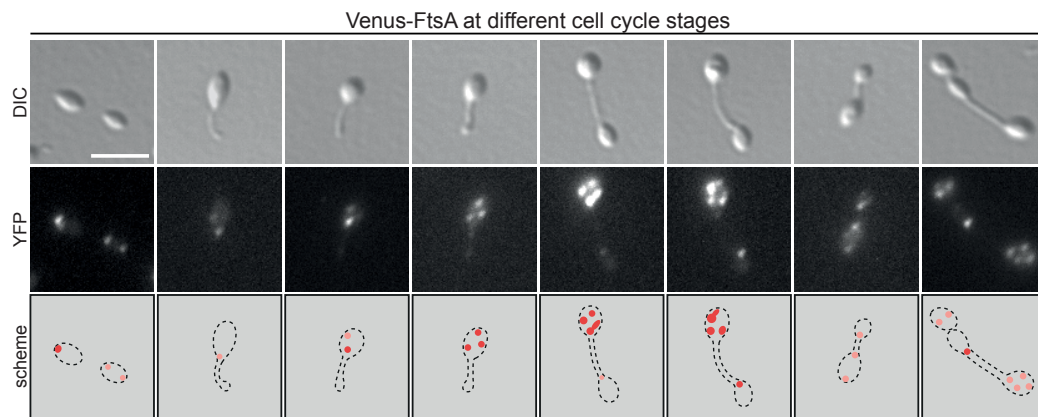 Venus-FtsA at different cell cycle stages
DIC
YFP
scheme